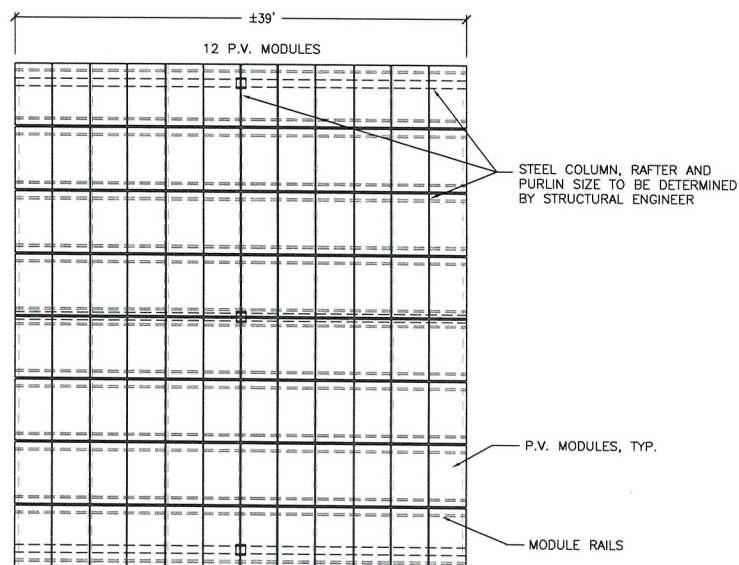 ±39'
12 P.V. MODULES
STEEL COLUMN, RAFTER AND
PURLIN SIZE TO BE DETERMINED
BY STRUCTURAL ENGINEER
P.V. MODULES, TYP.
MODULE RAILS